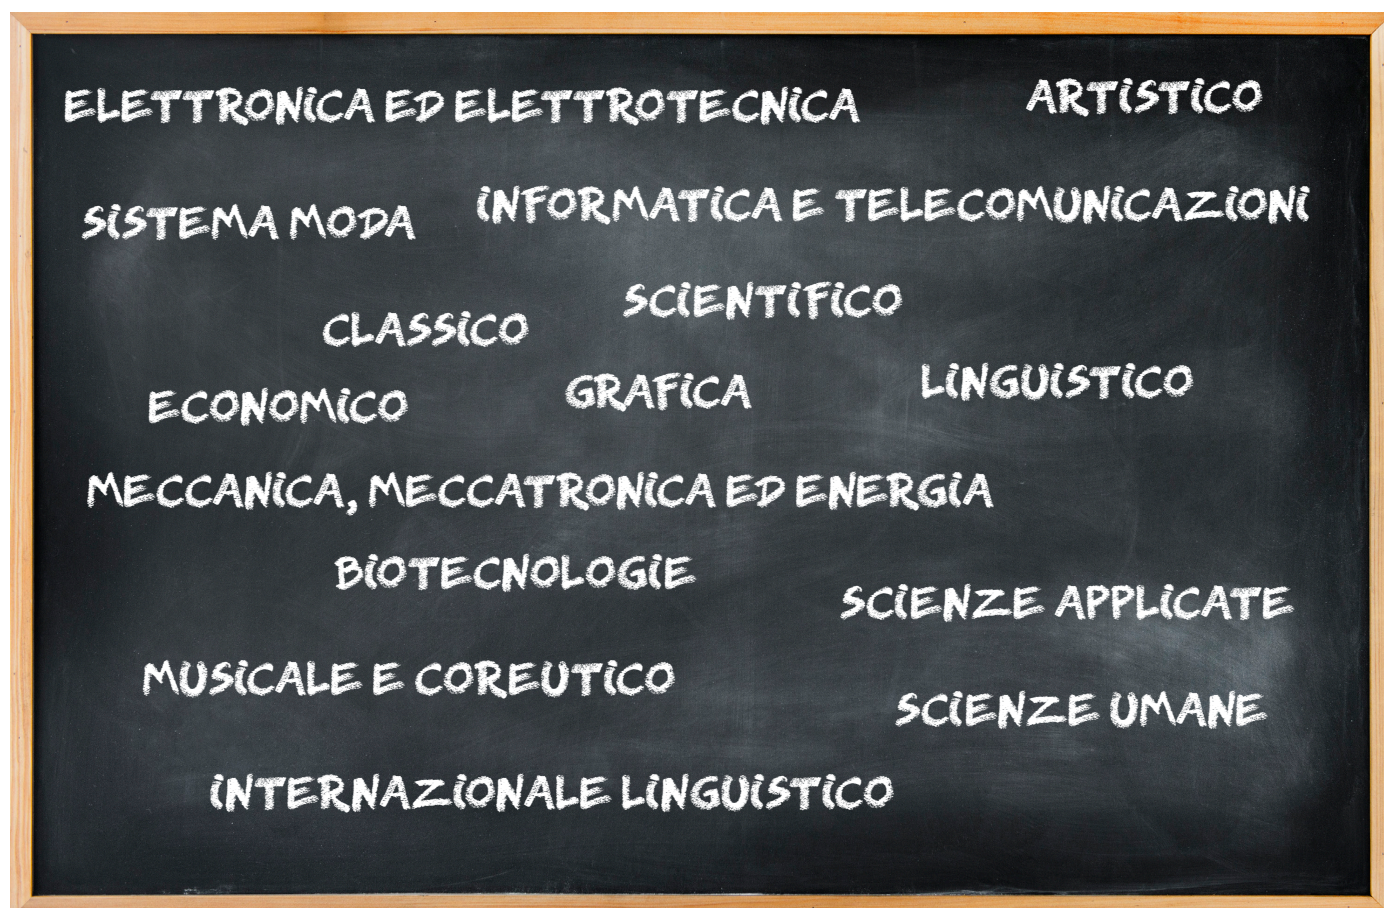 ELETTRONICA ED ELETTROTECNICA
ARTISTICO
SISTEMA MODA
INFORMATICA E TELECOMUNICAZIONI
SCIENTIFICO
CLASSICO
ECONOMICO
GRAFICA
LINGUISTICO
MECCANICA, MECCATRONICA ED ENERGIA
BIOTECNOLOGIE
SCIENZE APPLICATE
MUSICALE E COREUTICO
SCIENZE UMANE
INTERNAZIONALE LINGUISTICO